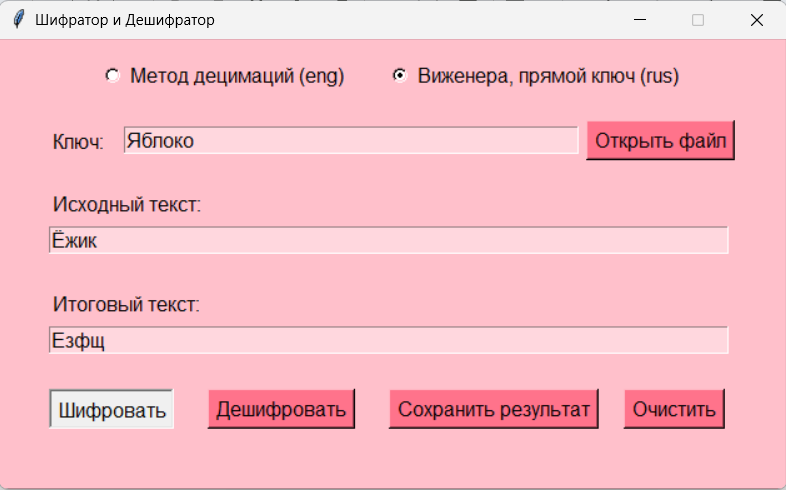 Шифратор и Дешифратор
Метод децимаций (eng) Виженера, прямой ключ (rus)
Ключ: Яблоко Открыть файл
Исходный текст:
Ёжик
Итоговый текст:
Езфщ
Шифровать Дешифровать Сохранить результат Очистить